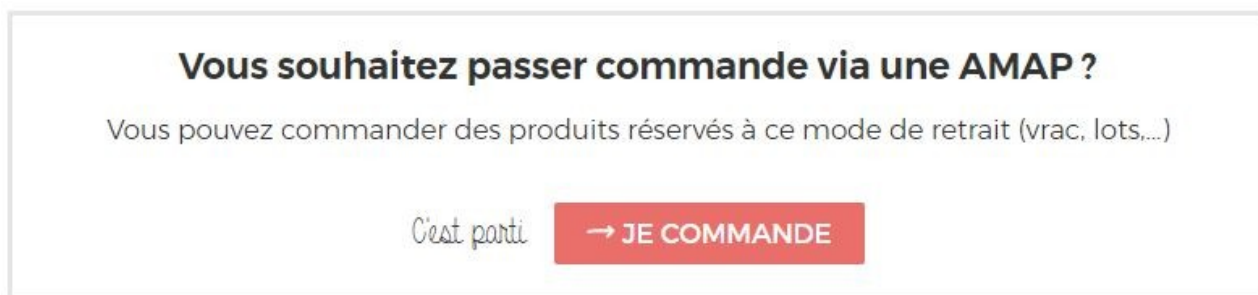 Vous souhaitez passer commande via une AMAP ?
Vous pouvez commander des produits réservés à ce mode de retrait (vrac, lots,...)
C'est parti → JE COMMANDE